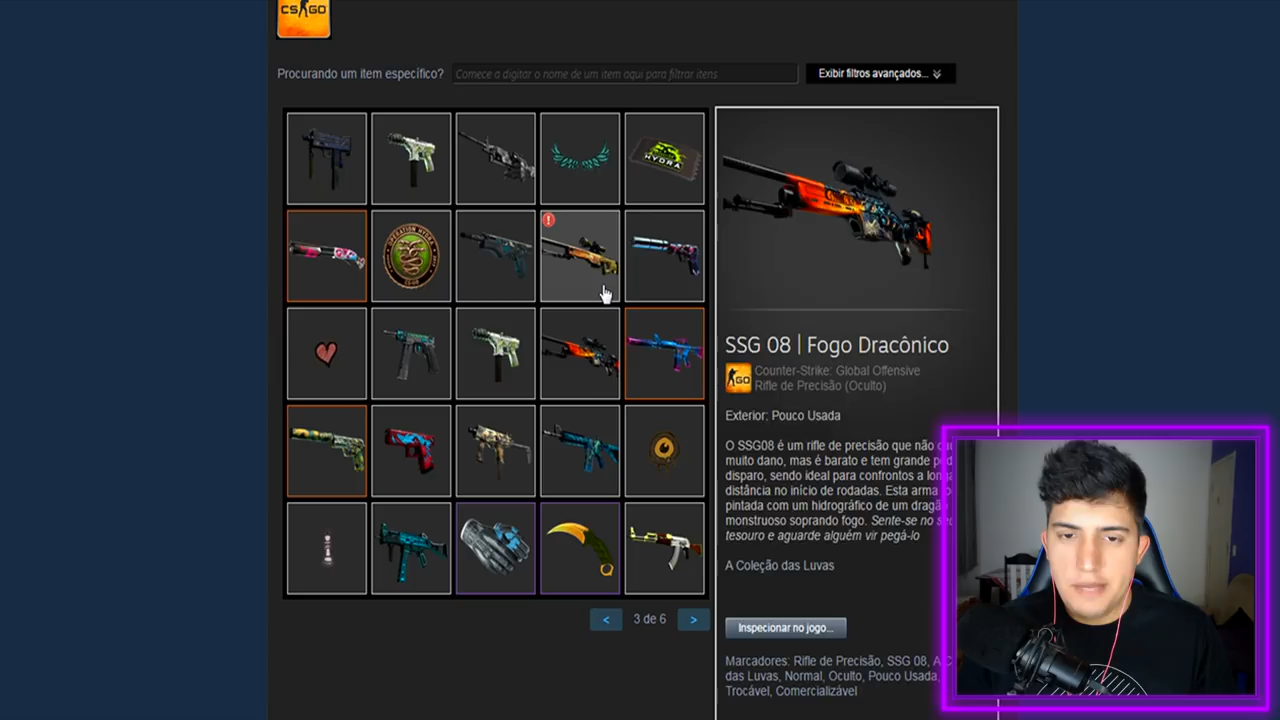 CS GO
Procurando um item específico?
Comece a digitar o nome de um item aqui para filtrar itens
Exibir filtros avançados...
HYDRA
OPERATION HYDRA
SSG 08 | Fogo Dracônico
GO
Counter-Strike: Global Offensive
Rifle de Precisão (Oculto)
Exterior: Pouco Usada
O SSG08 é um rifle de precisão que não
muito dano, mas é barato e tem grande
disparo, sendo ideal para confrontos a
distância no início de rodadas. Esta arma
pintada com um hidrográfico de um dragão
monstruoso soprando fogo. Sente-se no
tesouro e aguarde alguém vir pegá-lo
A Coleção das Luvas
< 3 de 6 >
Inspecionar no jogo...
Marcadores: Rifle de Precisão, SSG 08, A
das Luvas, Normal, Oculto, Pouco Usada,
Trocável, Comercializável